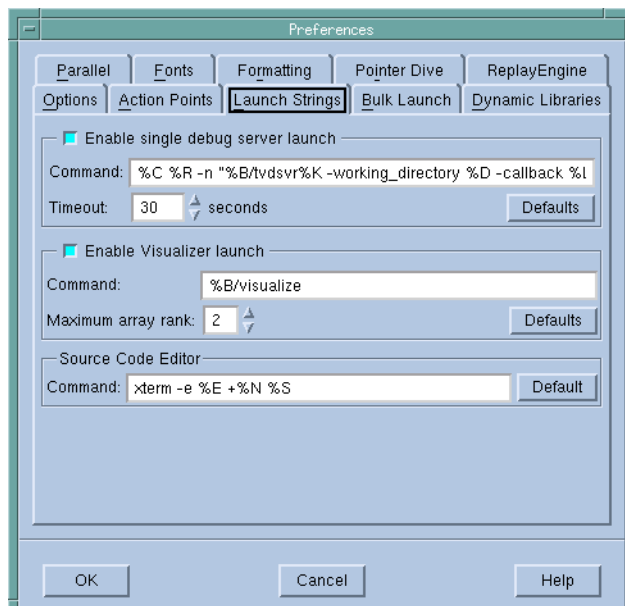 Preferences
Parallel Fonts Formatting Pointer Dive ReplayEngine
Options Action Points Launch Strings Bulk Launch Dynamic Libraries
Enable single debug server launch
Command: %C %R -n "%B/tvdsvr%K -working_directory %D -callback %l
Timeout: 30 seconds Defaults
Enable Visualizer launch
Command: %B/visualize
Maximum array rank: 2 Defaults
Source Code Editor
Command: xterm -e %E +%N %S Default
OK Cancel Help